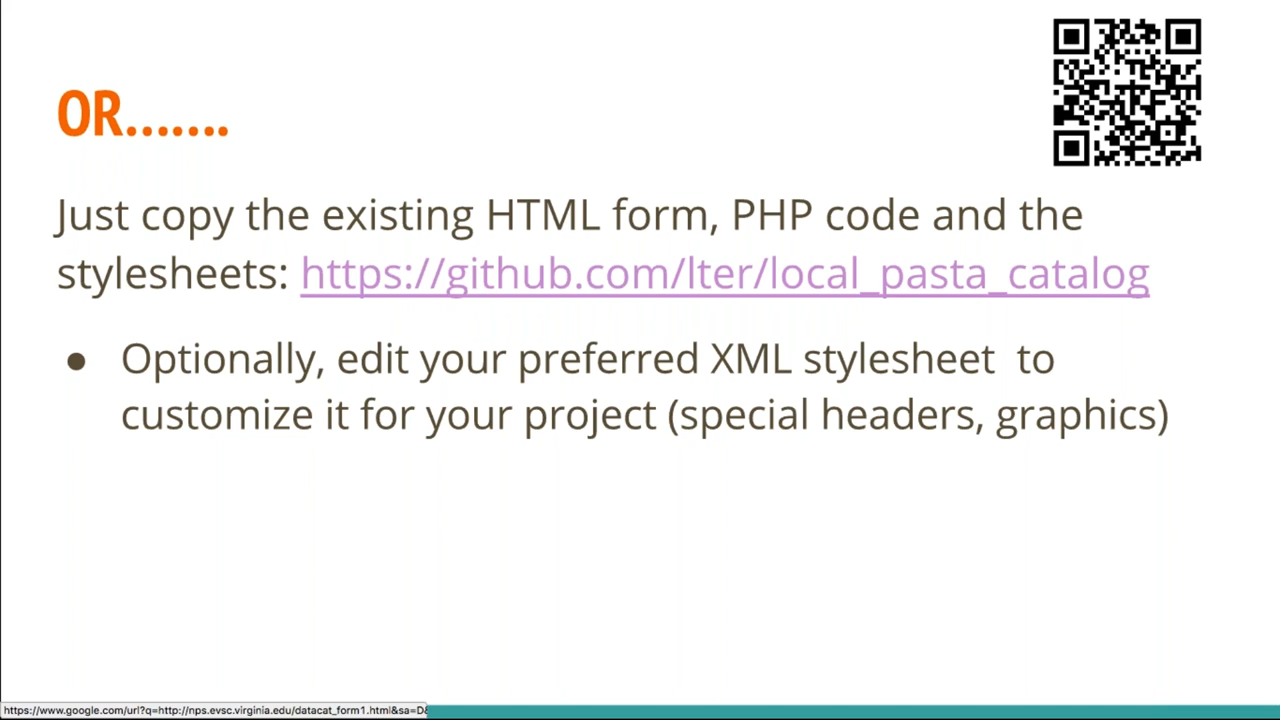 OR.......
Just copy the existing HTML form, PHP code and the
stylesheets: https://github.com/lter/local_pasta_catalog
● Optionally, edit your preferred XML stylesheet  to
customize it for your project (special headers, graphics)
https://www.google.com/url?q=http://nps.evsc.virginia.edu/datacat_form1.html&sa=D&